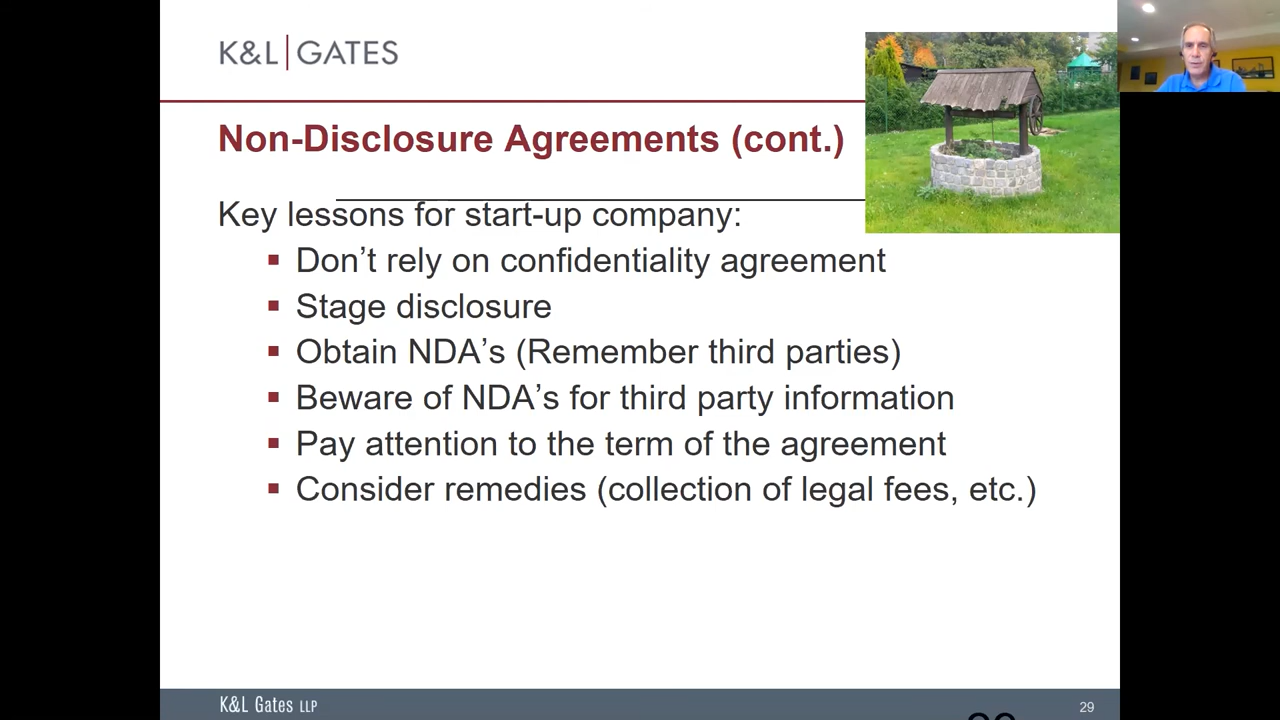 K&L|GATES
Non-Disclosure Agreements (cont.)
Key lessons for start-up company:
▪ Don’t rely on confidentiality agreement
▪ Stage disclosure
▪ Obtain NDA’s (Remember third parties)
▪ Beware of NDA’s for third party information
▪ Pay attention to the term of the agreement
▪ Consider remedies (collection of legal fees, etc.)
K&L Gates LLP
29